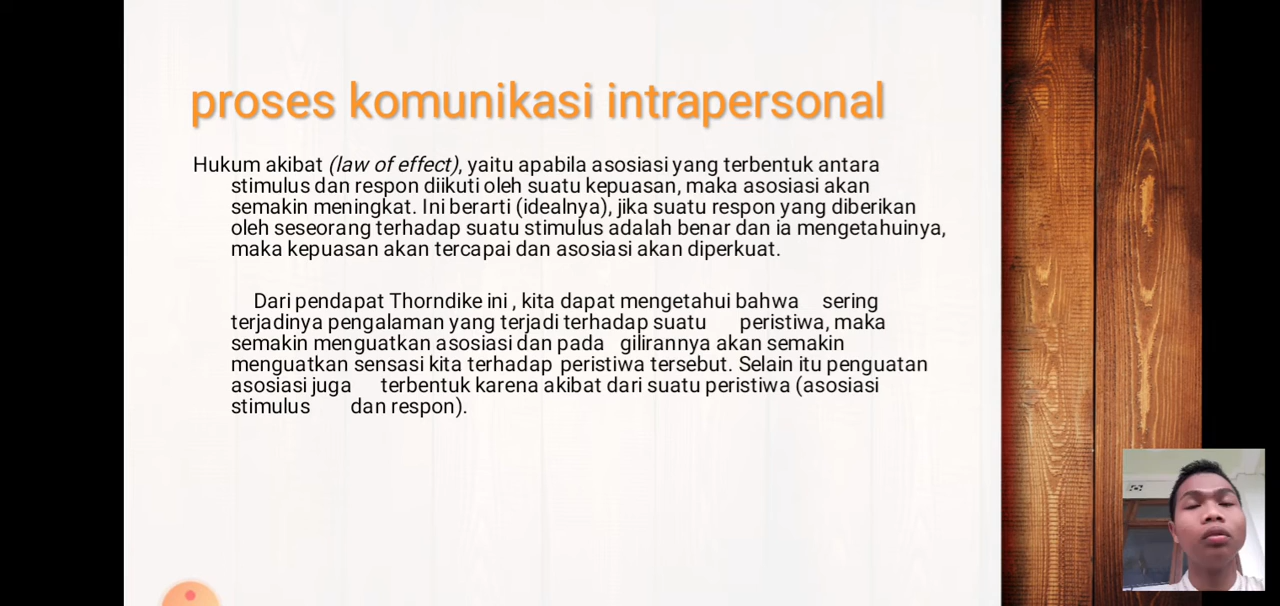 proses komunikasi intrapersonal
Hukum akibat (law of effect), yaitu apabila asosiasi yang terbentuk antara
stimulus dan respon diikuti oleh suatu kepuasan, maka asosiasi akan
semakin meningkat. Ini berarti (idealnya), jika suatu respon yang diberikan
oleh seseorang terhadap suatu stimulus adalah benar dan ia mengetahuinya,
maka kepuasan akan tercapai dan asosiasi akan diperkuat.
Dari pendapat Thorndike ini , kita dapat mengetahui bahwa sering
terjadinya pengalaman yang terjadi terhadap suatu peristiwa, maka
semakin menguatkan asosiasi dan pada gilirannya akan semakin
menguatkan sensasi kita terhadap peristiwa tersebut. Selain itu penguatan
asosiasi juga terbentuk karena akibat dari suatu peristiwa (asosiasi
stimulus dan respon).